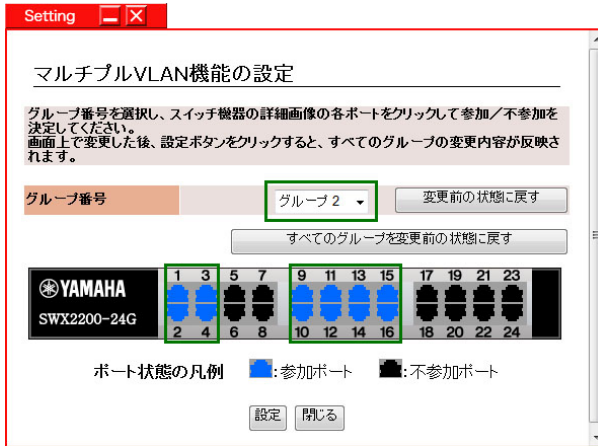 Setting
マルチプルVLAN機能の設定
グループ番号を選択し、スイッチ機器の詳細画像の各ポートをクリックして参加／不参加を
決定してください。
画面上で変更した後、設定ボタンをクリックすると、すべてのグループの変更内容が反映さ
れます。
グループ番号 グループ 2 変更前の状態に戻す
すべてのグループを変更前の状態に戻す
1 3 5 7 9 11 13 15 17 19 21 23
YAMAHA
SWX2200-24G
2 4 6 8 10 12 14 16 18 20 22 24
ポート状態の凡例 :参加ポート :不参加ポート
設定 閉じる